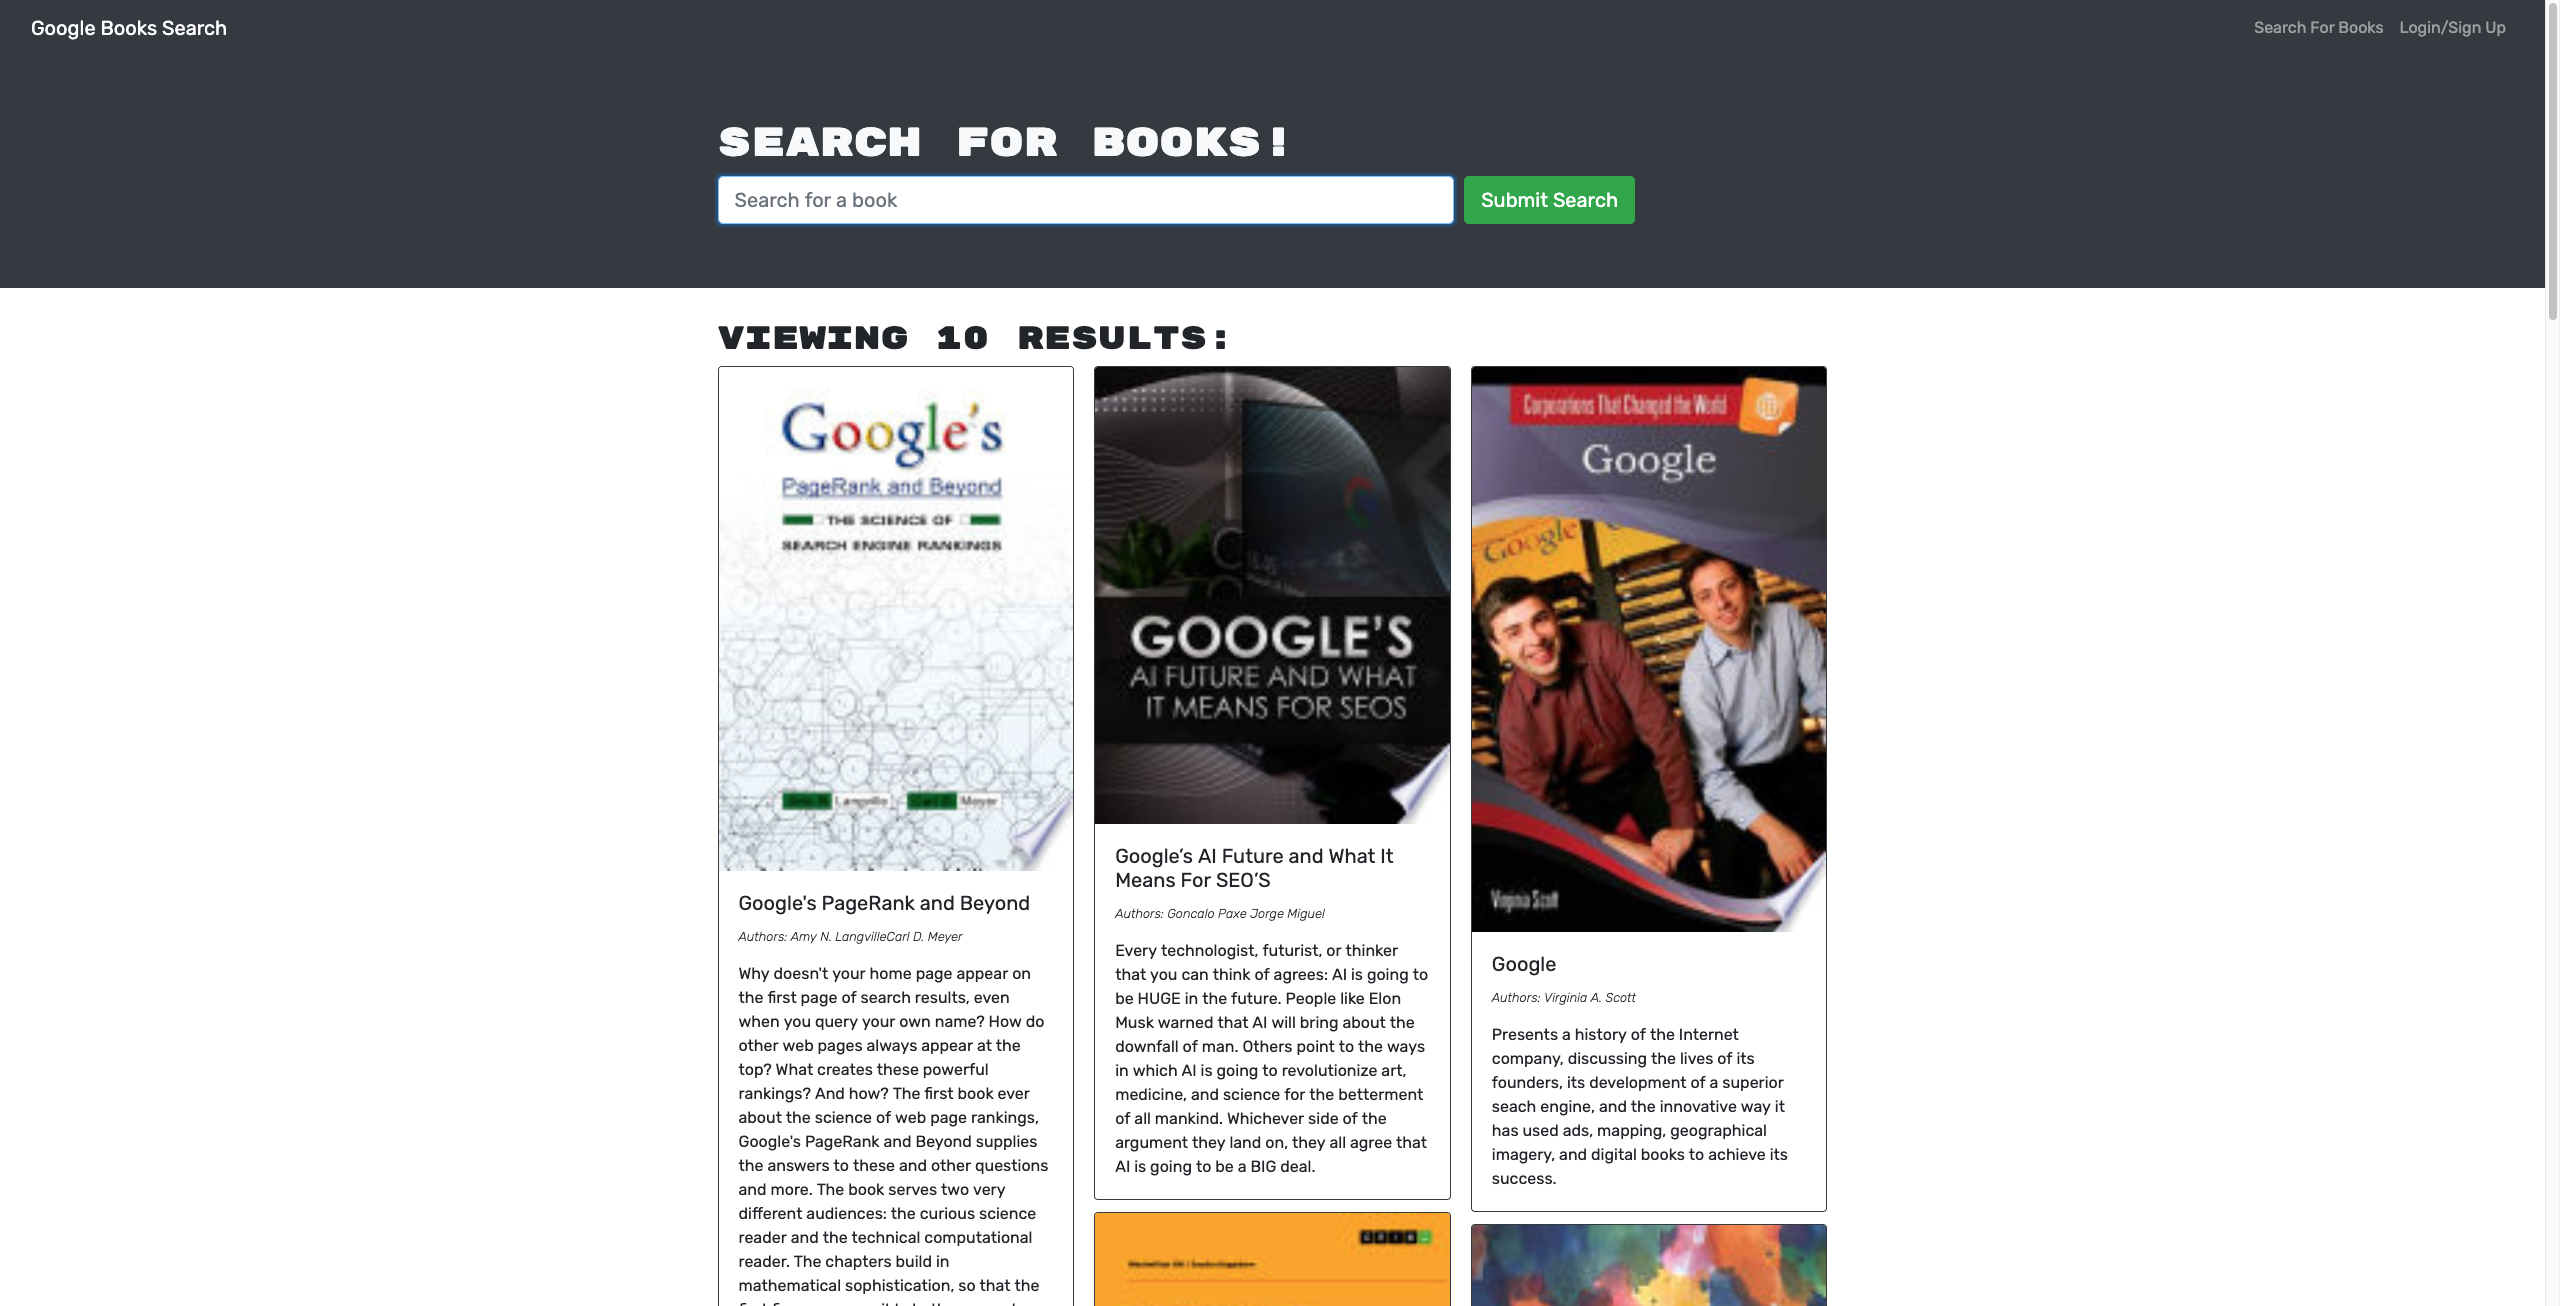 Google Books Search
Search For Books
Login/Sign Up
SEARCH FOR BOOKS!
Search for a book
Submit Search
VIEWING 10 RESULTS:
Google's
PageRank and Beyond
THE SCIENCE OF
SEARCH ENGINE RANKINGS
Amy N. Langville Carl D. Meyer
Google's PageRank and Beyond
Authors: Amy N. LangvilleCarl D. Meyer
Why doesn't your home page appear on
the first page of search results, even
when you query your own name? How do
other web pages always appear at the
top? What creates these powerful
rankings? And how? The first book ever
about the science of web page rankings,
Google's PageRank and Beyond supplies
the answers to these and other questions
and more. The book serves two very
different audiences: the curious science
reader and the technical computational
reader. The chapters build in
mathematical sophistication, so that the
GOOGLE'S
AI FUTURE AND WHAT
IT MEANS FOR SEOS
Google’s AI Future and What It
Means For SEO’S
Authors: Goncalo Paxe Jorge Miguel
Every technologist, futurist, or thinker
that you can think of agrees: AI is going to
be HUGE in the future. People like Elon
Musk warned that AI will bring about the
downfall of man. Others point to the ways
in which AI is going to revolutionize art,
medicine, and science for the betterment
of all mankind. Whichever side of the
argument they land on, they all agree that
AI is going to be a BIG deal.
Corporations That Changed the World
Google
Google
Virginia Scott
Google
Authors: Virginia A. Scott
Presents a history of the Internet
company, discussing the lives of its
founders, its development of a superior
seach engine, and the innovative way it
has used ads, mapping, geographical
imagery, and digital books to achieve its
success.